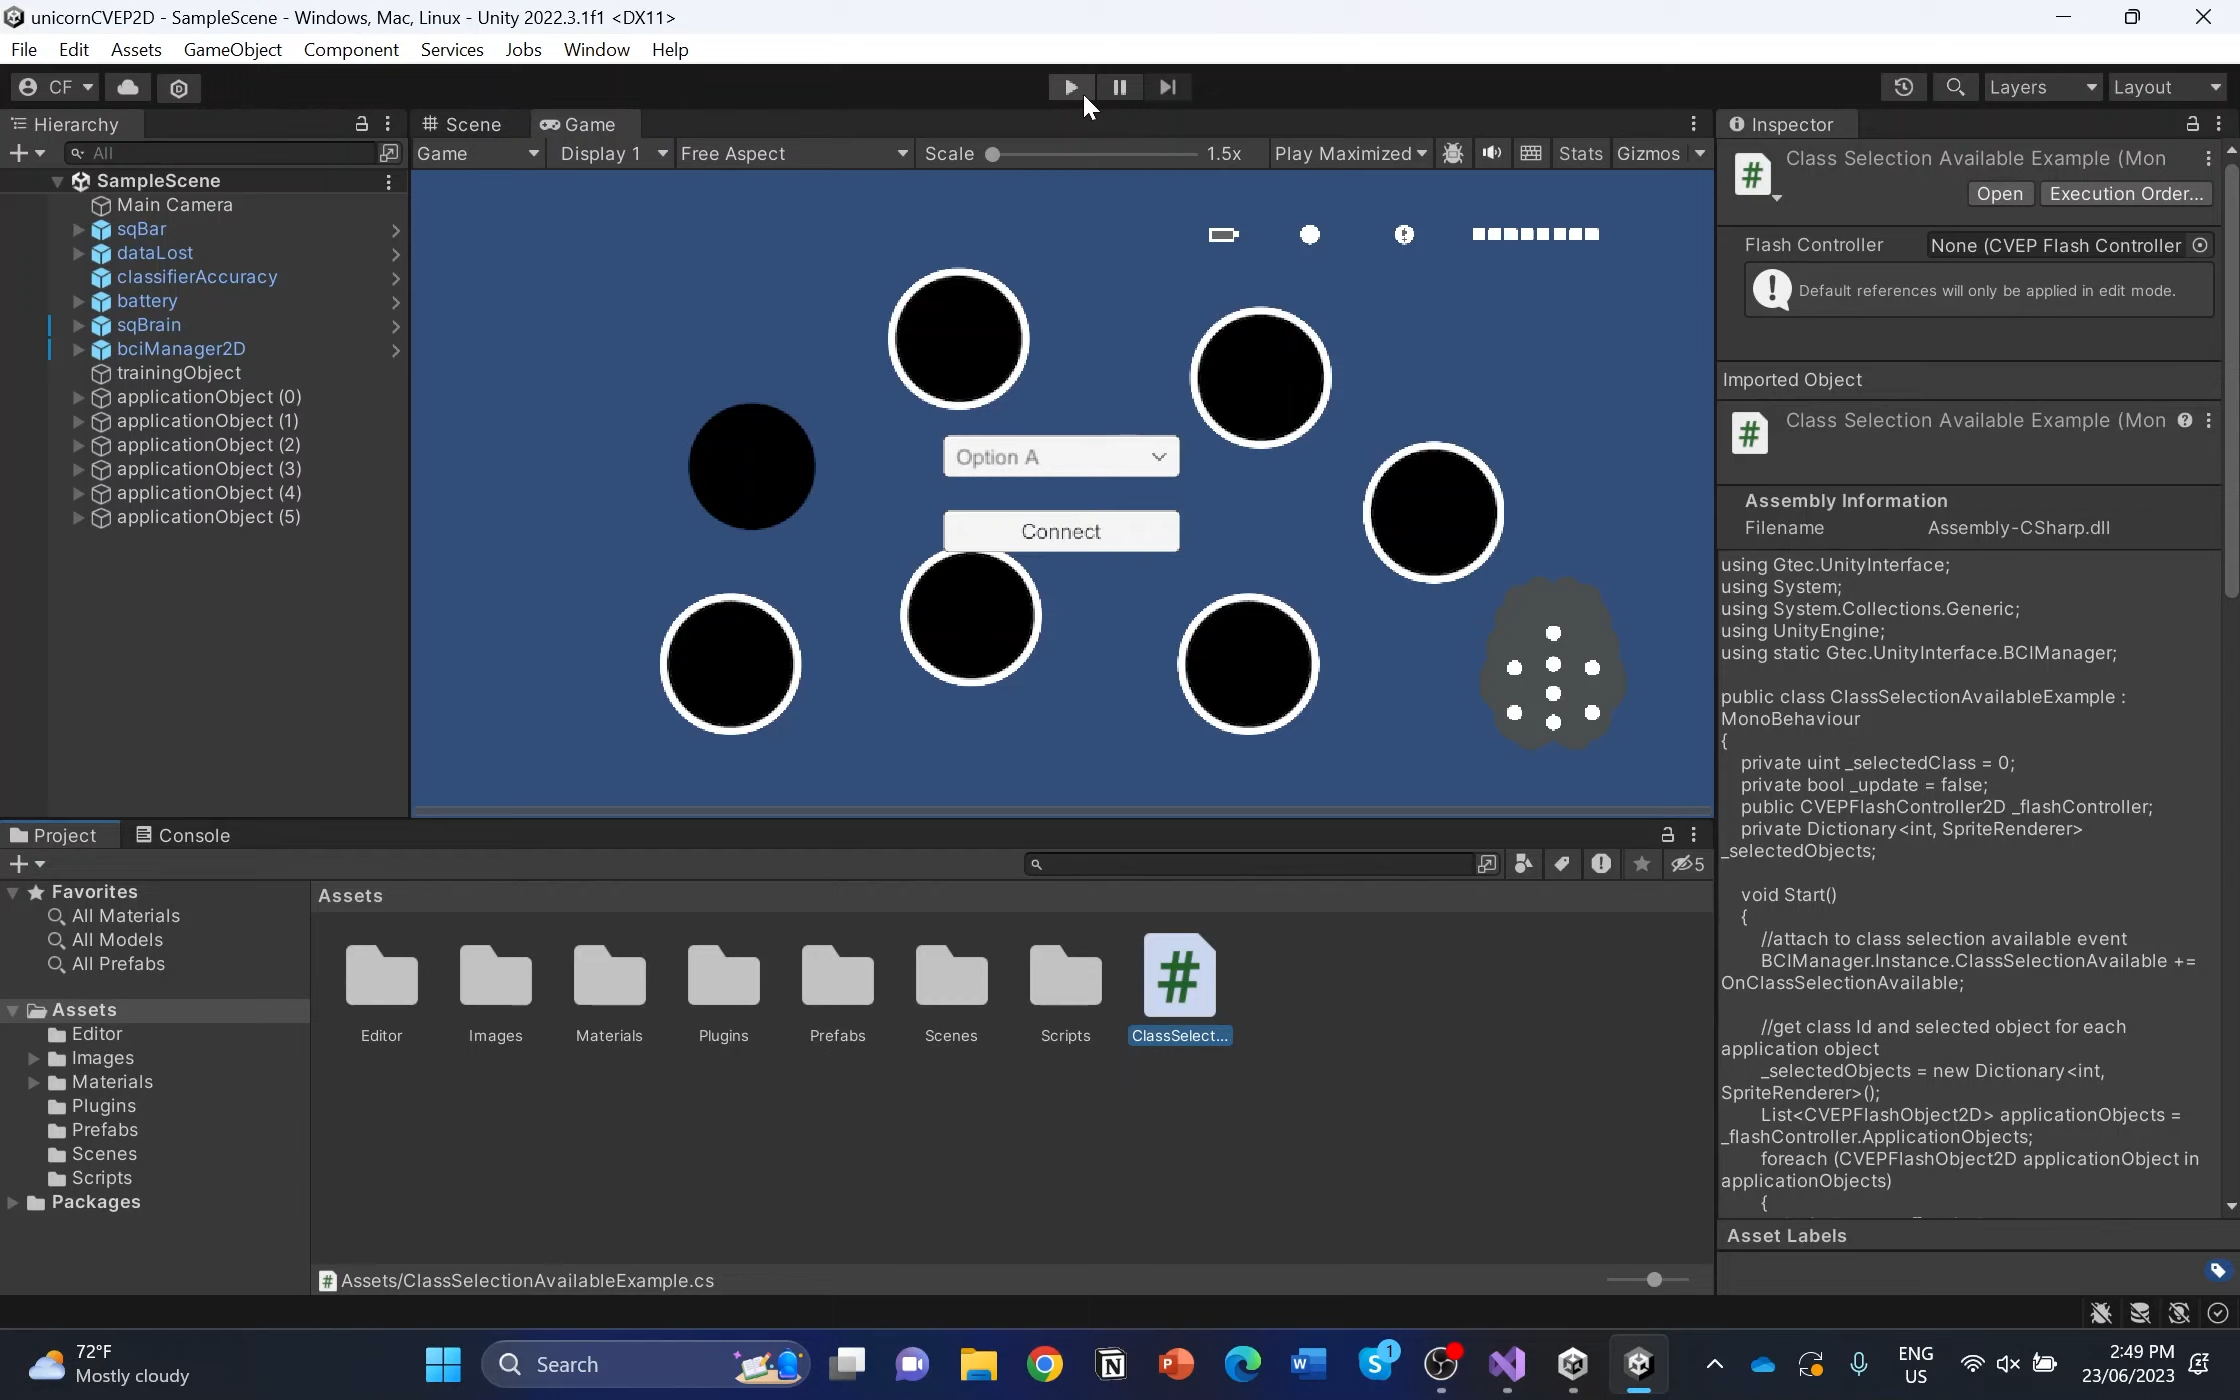 unicornCVEP2D - SampleScene - Windows, Mac, Linux - Unity 2022.3.1f1 <DX11>
File Edit Assets GameObject Component Services Jobs Window Help
CF Layers Layout
Hierarchy
All
SampleScene
Main Camera
sqBar
dataLost
classifierAccuracy
battery
sqBrain
bciManager2D
trainingObject
applicationObject (0)
applicationObject (1)
applicationObject (2)
applicationObject (3)
applicationObject (4)
applicationObject (5)
Scene Game
Game Display 1 Free Aspect Scale 1.5x Play Maximized Stats Gizmos
Option A
Connect
Inspector
Class Selection Available Example (Mon
Open Execution Order...
Flash Controller None (CVEP Flash Controller
Default references will only be applied in edit mode.
Imported Object
Class Selection Available Example (Mon
Assembly Information
Filename Assembly-CSharp.dll
using Gtec.UnityInterface;
using System;
using System.Collections.Generic;
using UnityEngine;
using static Gtec.UnityInterface.BCIManager;
public class ClassSelectionAvailableExample :
MonoBehaviour
{
private uint _selectedClass = 0;
private bool _update = false;
public CVEPFlashController2D _flashController;
private Dictionary<int, SpriteRenderer>
_selectedObjects;
void Start()
{
//attach to class selection available event
BCIManager.Instance.ClassSelectionAvailable +=
OnClassSelectionAvailable;
//get class Id and selected object for each
application object
_selectedObjects = new Dictionary<int,
SpriteRenderer>();
List<CVEPFlashObject2D> applicationObjects =
_flashController.ApplicationObjects;
foreach (CVEPFlashObject2D applicationObject in
applicationObjects)
{
Asset Labels
Project Console
5
Favorites
All Materials
All Models
All Prefabs
Assets
Editor
Images
Materials
Plugins
Prefabs
Scenes
Scripts
Packages
Assets
Editor Images Materials Plugins Prefabs Scenes Scripts ClassSelect...
Assets/ClassSelectionAvailableExample.cs
72°F
Mostly cloudy
Search
1
ENG
US
2:49 PM
23/06/2023